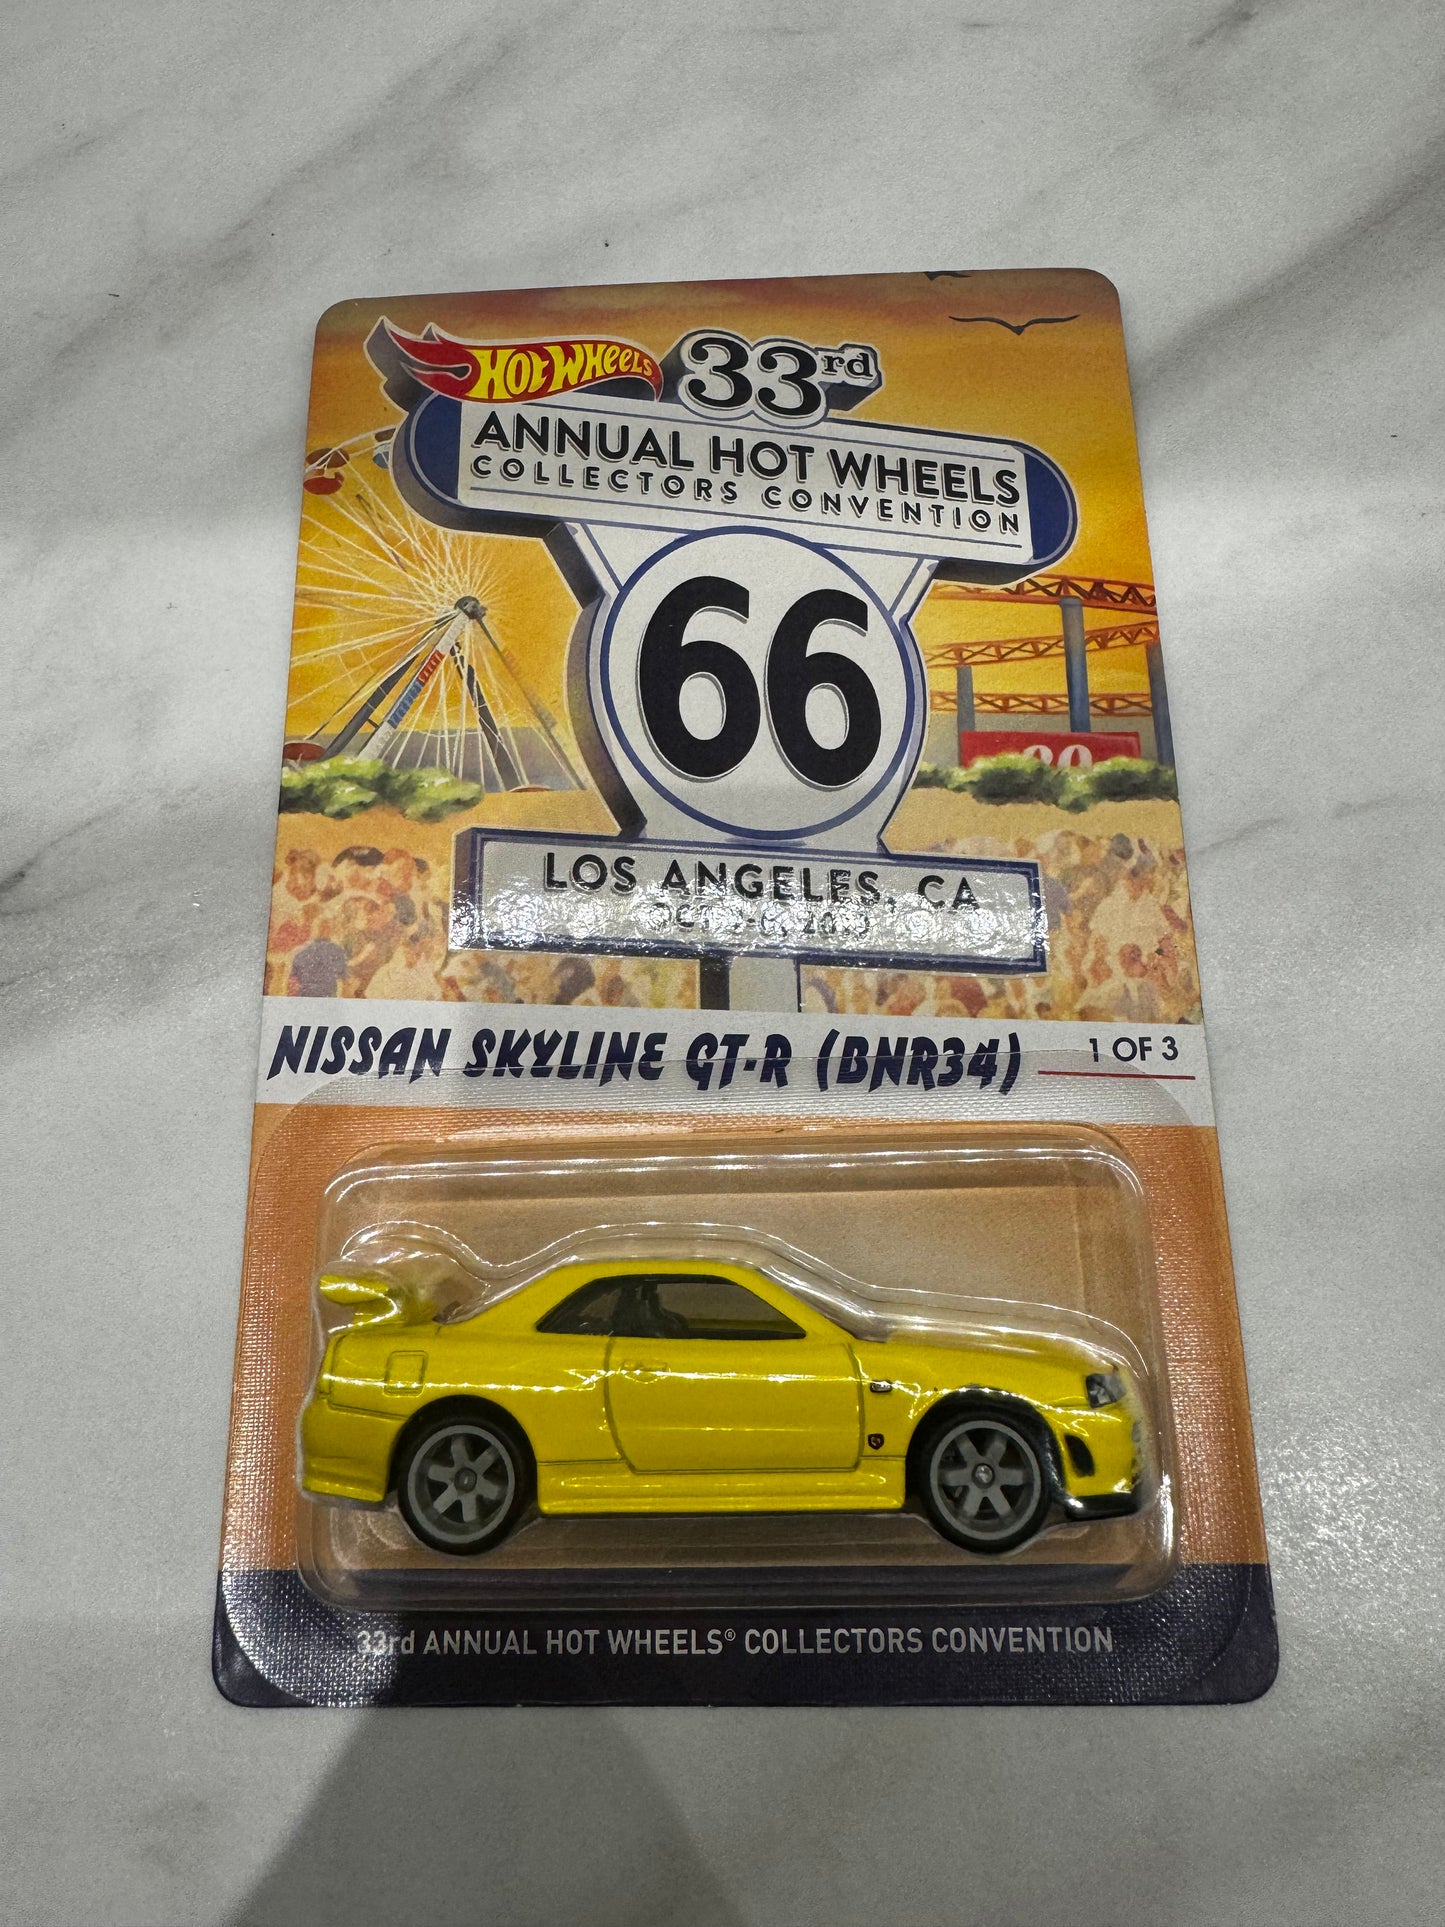 HOT WHEELS 33rd
ANNUAL HOT WHEELS
COLLECTORS CONVENTION
66
LOS ANGELES, CA
NISSAN SKYLINE GT-R (BNR34)
1 OF 3
33rd ANNUAL HOT WHEELS® COLLECTORS CONVENTION